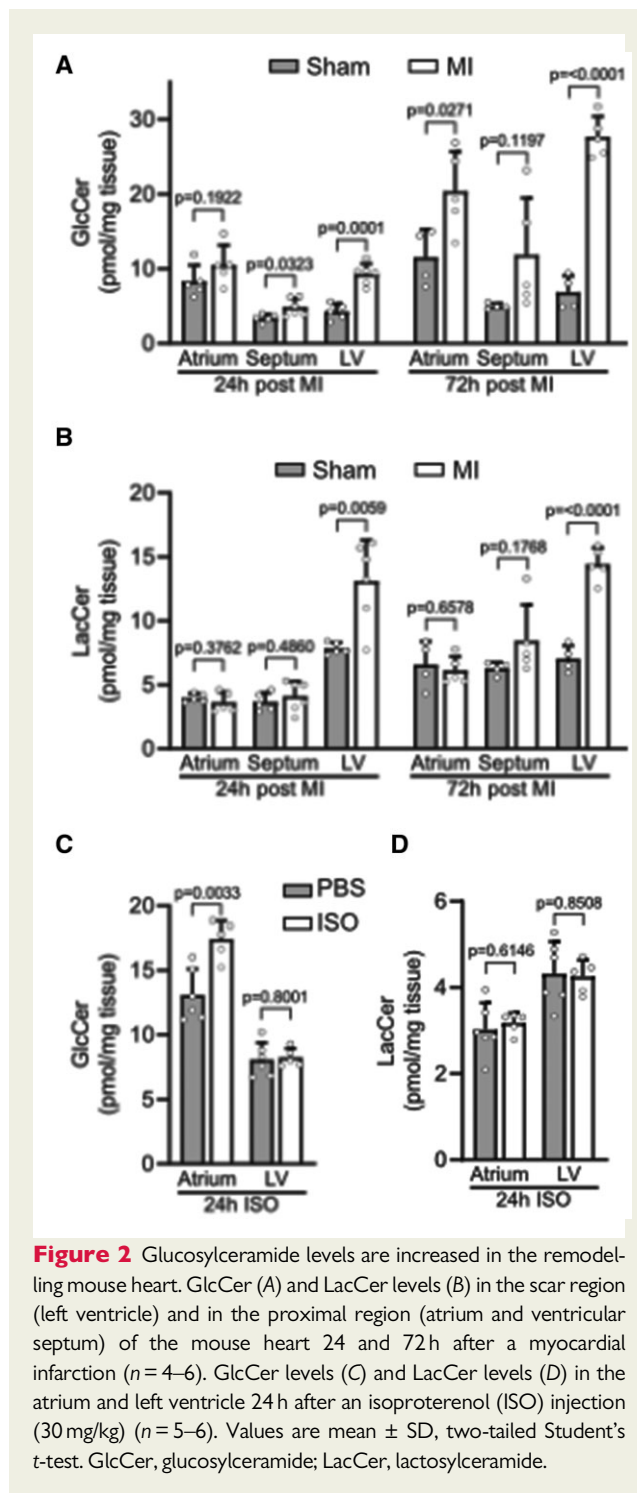 A
Sham MI
p=<0.0001
p=0.0271
p=0.1197
p=0.1922
p=0.0001
p=0.0323
GlcCer
(pmol/mg tissue)
30
20
10
0
Atrium Septum LV Atrium Septum LV
24h post MI 72h post MI
B
Sham MI
p=0.0059
p=<0.0001
p=0.1768
p=0.6578
p=0.3762 p=0.4860
LacCer
(pmol/mg tissue)
20
15
10
5
0
Atrium Septum LV Atrium Septum LV
24h post MI 72h post MI
C
PBS
ISO
p=0.0033
p=0.8001
GlcCer
(pmol/mg tissue)
20
15
10
5
0
Atrium LV
24h ISO
D
p=0.8508
p=0.6146
LacCer
(pmol/mg tissue)
6
4
2
0
Atrium LV
24h ISO
Figure 2 Glucosylceramide levels are increased in the remodel-
ling mouse heart. GlcCer (A) and LacCer levels (B) in the scar region
(left ventricle) and in the proximal region (atrium and ventricular
septum) of the mouse heart 24 and 72 h after a myocardial
infarction (n = 4–6). GlcCer levels (C) and LacCer levels (D) in the
atrium and left ventricle 24 h after an isoproterenol (ISO) injection
(30 mg/kg) (n = 5–6). Values are mean ± SD, two-tailed Student's
t-test. GlcCer, glucosylceramide; LacCer, lactosylceramide.